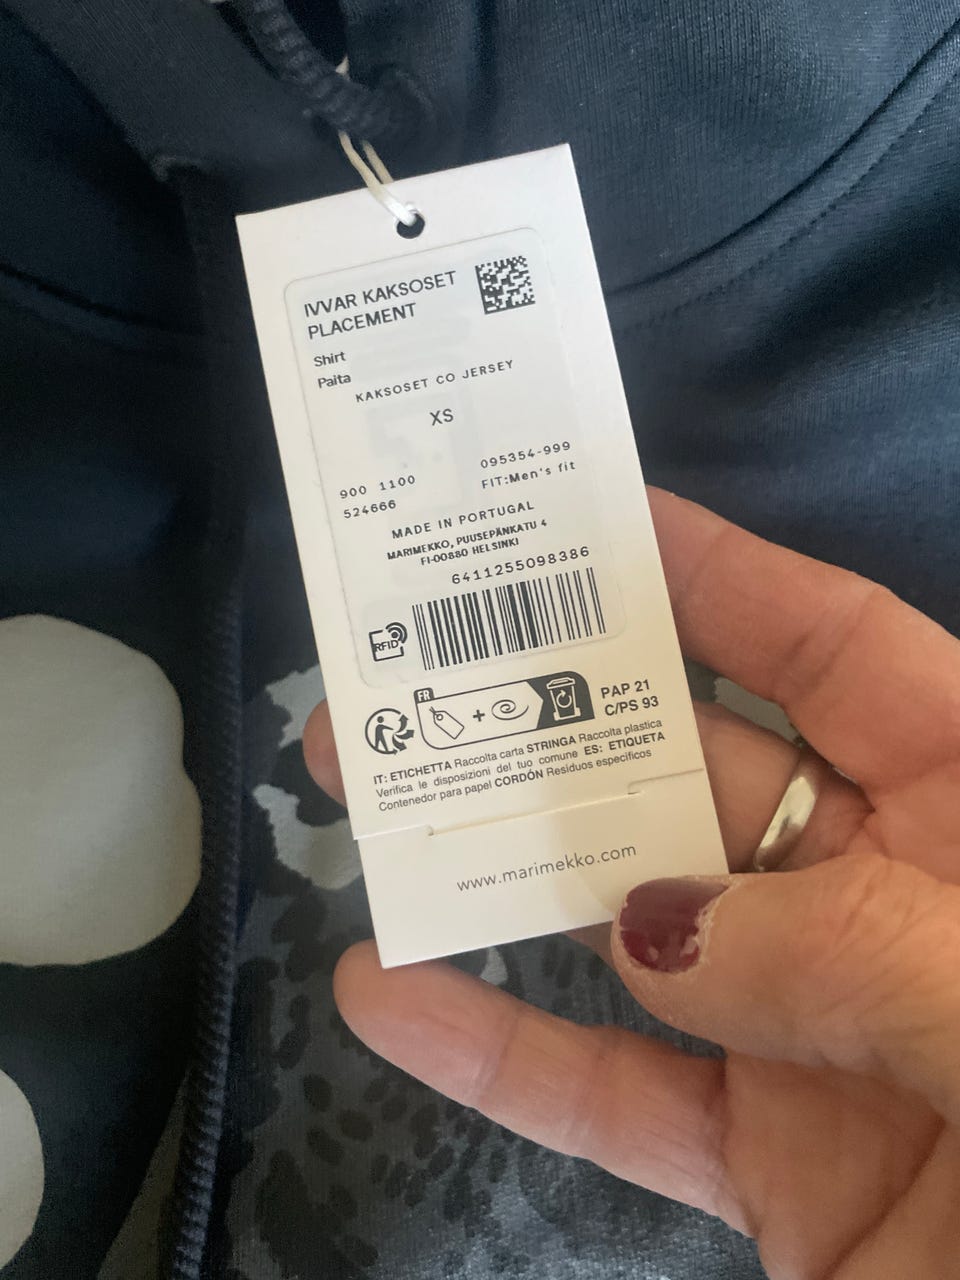 IVVAR KAKSOSET
PLACEMENT
Shirt
Paita
KAKSOSET CO JERSEY
XS
900 1100 095354-999
524666 FIT:Men's fit
MADE IN PORTUGAL
MARIMEKKO, PUUSEPÄNKATU 4
FI-00880 HELSINKI
6411255098386
RFID
FR
PAP 21
C/PS 93
IT: ETICHETTA Raccolta carta STRINGA Raccolta plastica
Verifica le disposizioni del tuo comune ES: ETIQUETA
Contenedor para papel CORDÓN Residuos específicos
www.marimekko.com